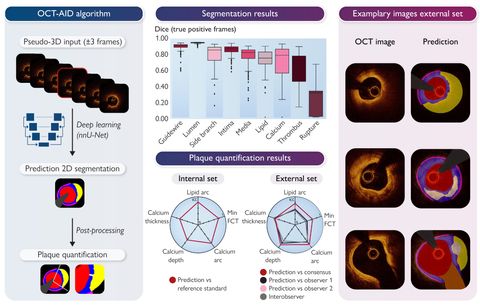 OCT-AID algorithm
Pseudo-3D input (±3 frames)
Deep learning
(nnU-Net)
Prediction 2D segmentation
Post-processing
Plaque quantification
Segmentation results
Dice (true positive frames)
1.00
0.80
0.60
0.40
0.20
0.00
Guidewire
Lumen
Side branch
Intima
Media
Lipid
Calcium
Thrombus
Rupture
Plaque quantification results
Internal set
Lipid arc
Calcium
thickness
Min
FCT
Calcium
depth
Calcium
arc
Prediction vs
reference standard
External set
Lipid arc
Calcium
thickness
Min
FCT
Calcium
depth
Calcium
arc
Prediction vs consensus
Prediction vs observer 1
Prediction vs observer 2
Interobserver
Examplary images external set
OCT image
Prediction